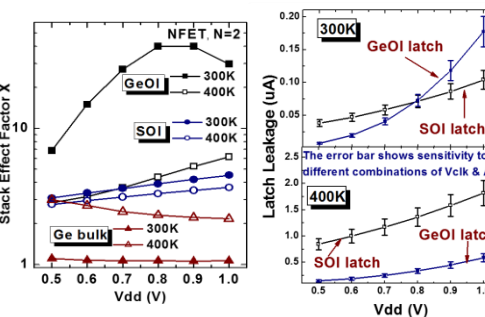 NFET, N=2
GeOI
300K
400K
SOI
300K
400K
Ge bulk
300K
400K
10
1
Stack Effect Factor X
0.5 0.6 0.7 0.8 0.9 1.0
Vdd (V)
0.20
0.15
0.10
0.05
300K
GeOI latch
SOI latch
Latch Leakage (uA)
2.5
2.0
1.5
1.0
0.5
The error bar shows sensitivity to
different combinations of Vclk &
400K
SOI latch
GeOI latc
0.5 0.6 0.7 0.8 0.9 1.
Vdd (V)